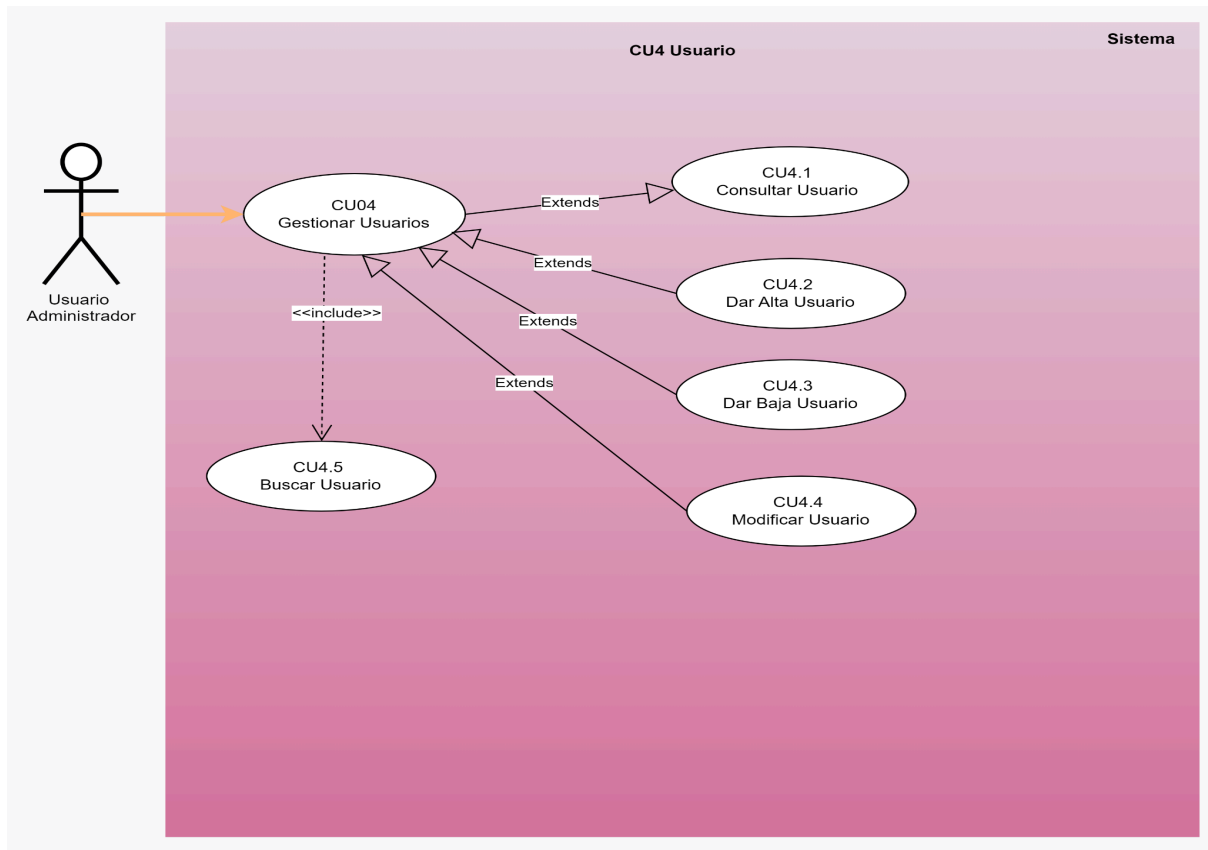 Sistema
CU4 Usuario
CU4.1
Consultar Usuario
CU04
Gestionar Usuarios
Extends
CU4.2
Dar Alta Usuario
Extends
Usuario
Administrador
<<include>>
Extends
CU4.3
Dar Baja Usuario
Extends
CU4.5
Buscar Usuario
CU4.4
Modificar Usuario